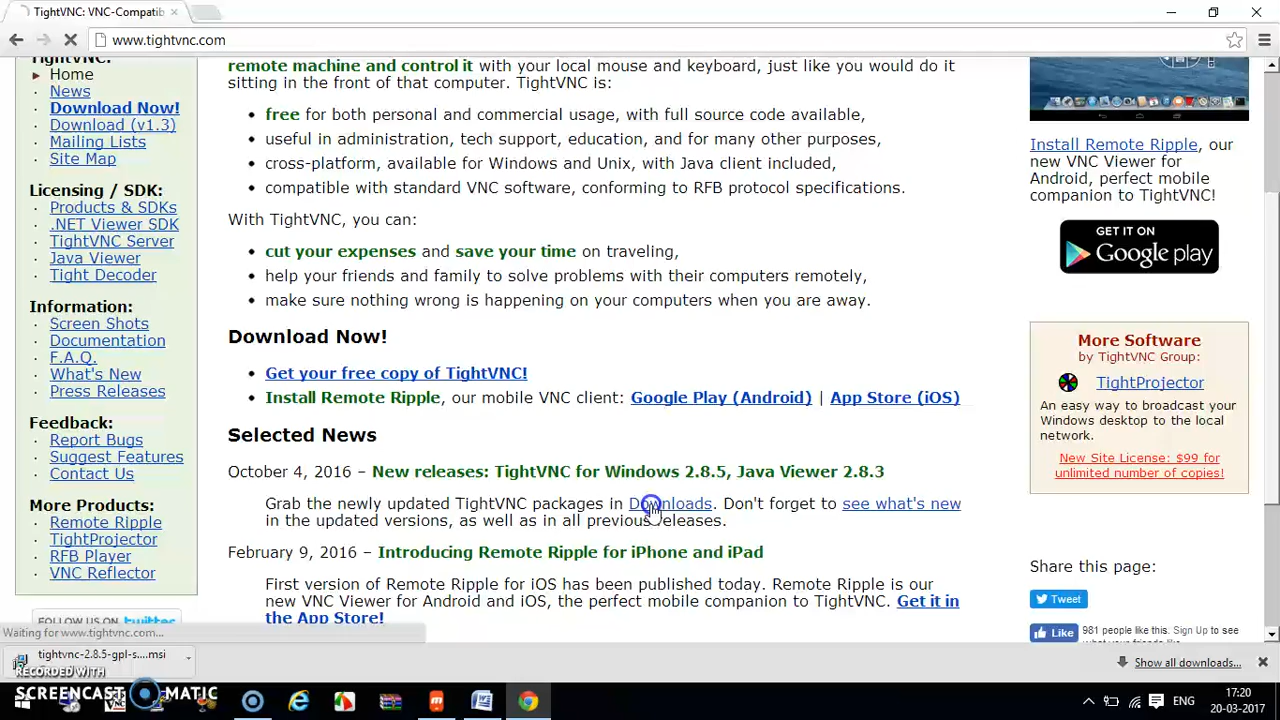 TightVNC: VNC-Compatib
www.tightvnc.com
TightVNC:
Home
News
Download Now!
Download (v1.3)
Mailing Lists
Site Map
Licensing / SDK:
Products & SDKs
.NET Viewer SDK
TightVNC Server
Java Viewer
Tight Decoder
Information:
Screen Shots
Documentation
F.A.Q.
What's New
Press Releases
Feedback:
Report Bugs
Suggest Features
Contact Us
More Products:
Remote Ripple
TightProjector
RFB Player
VNC Reflector
FOLLOW US ON twitter
remote machine and control it with your local mouse and keyboard, just like you would do it
sitting in the front of that computer. TightVNC is:
• free for both personal and commercial usage, with full source code available,
• useful in administration, tech support, education, and for many other purposes,
• cross-platform, available for Windows and Unix, with Java client included,
• compatible with standard VNC software, conforming to RFB protocol specifications.
With TightVNC, you can:
• cut your expenses and save your time on traveling,
• help your friends and family to solve problems with their computers remotely,
• make sure nothing wrong is happening on your computers when you are away.
Download Now!
• Get your free copy of TightVNC!
• Install Remote Ripple, our mobile VNC client: Google Play (Android) | App Store (iOS)
Selected News
October 4, 2016 – New releases: TightVNC for Windows 2.8.5, Java Viewer 2.8.3
Grab the newly updated TightVNC packages in Downloads. Don't forget to see what's new
in the updated versions, as well as in all previous releases.
February 9, 2016 – Introducing Remote Ripple for iPhone and iPad
First version of Remote Ripple for iOS has been published today. Remote Ripple is our
new VNC Viewer for Android and iOS, the perfect mobile companion to TightVNC. Get it in
the App Store!
Install Remote Ripple, our
new VNC Viewer for
Android, perfect mobile
companion to TightVNC!
GET IT ON
Google play
More Software
by TightVNC Group:
TightProjector
An easy way to broadcast your
Windows desktop to the local
network.
New Site License: $99 for
unlimited number of copies!
Share this page:
Tweet
Like 981 people like this. Sign Up to see
what your friends like.
Waiting for www.tightvnc.com...
tightvnc-2.8.5-gpl-s....msi
Show all downloads...
RECORDED WITH
SCREENCAST MATIC
ENG
17:20
20-03-2017